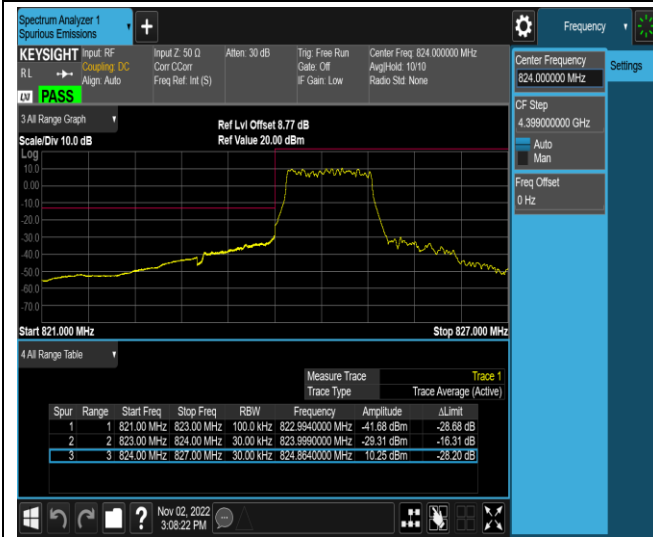 Spectrum Analyzer 1
Spurious Emissions
+
Frequency
KEYSIGHT Input: RF Input Z: 50 Ω Atten: 30 dB Trig: Free Run Center Freq: 824.000000 MHz
RL Coupling: DC Corr CCorr Gate: Off Avg|Hold: 10/10
Align: Auto Freq Ref: Int (S) IF Gain: Low Radio Std: None
LXI PASS
Center Frequency
824.000000 MHz
Settings
CF Step
4.399000000 GHz
Auto
Man
Freq Offset
0 Hz
3 All Range Graph
Ref Lvl Offset 8.77 dB
Scale/Div 10.0 dB Ref Value 20.00 dBm
Log
10.0
0.00
-10.0
-20.0
-30.0
-40.0
-50.0
-60.0
-70.0
Start 821.000 MHz Stop 827.000 MHz
4 All Range Table
Measure Trace Trace 1
Trace Type Trace Average (Active)
Spur Range Start Freq Stop Freq RBW Frequency Amplitude ΔLimit
1 1 821.00 MHz 823.00 MHz 100.0 kHz 822.9940000 MHz -41.68 dBm -28.68 dB
2 2 823.00 MHz 824.00 MHz 30.00 kHz 823.9990000 MHz -29.31 dBm -16.31 dB
3 3 824.00 MHz 827.00 MHz 30.00 kHz 824.8640000 MHz 10.25 dBm -28.20 dB
? Nov 02, 2022
3:08:22 PM